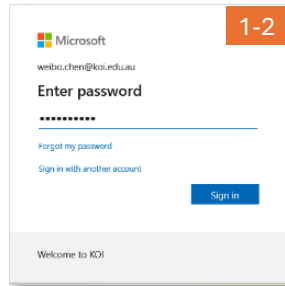 1-2
Microsoft
weibo.chen@koi.edu.au
Enter password
••••••••••
Forgot my password
Sign in with another account
Sign in
Welcome to KOI